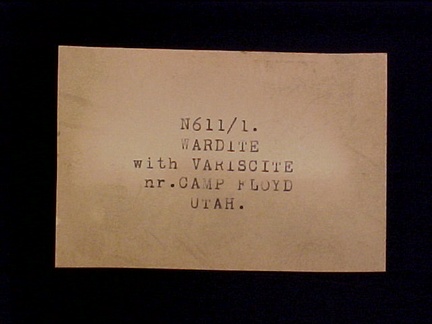 N611/1.
WARDITE
with VARISCITE
nr.CAMP FLOYD
UTAH.